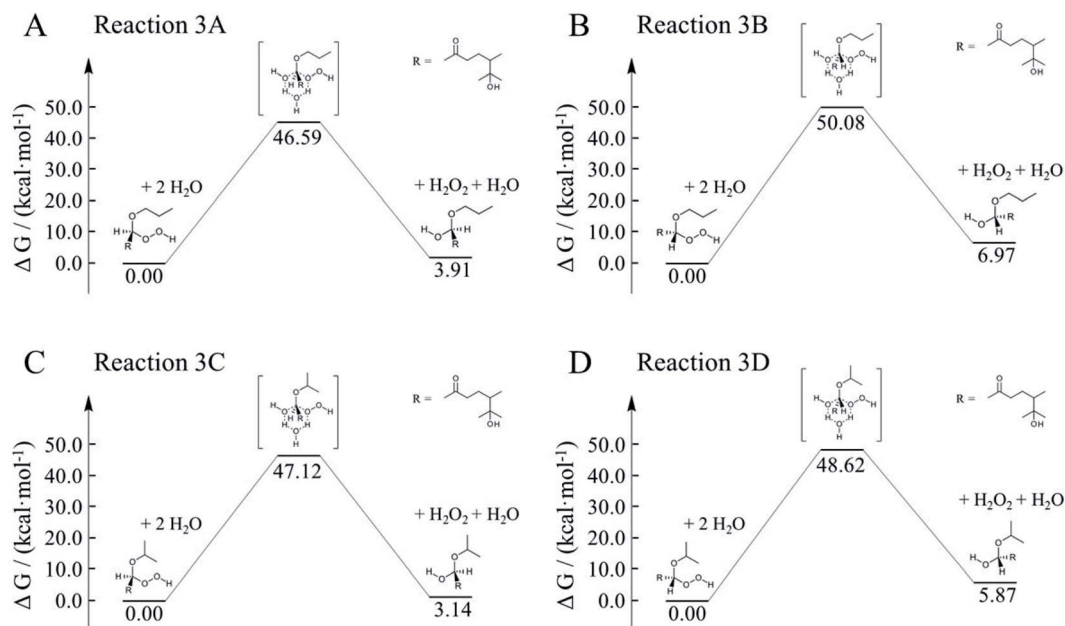 A Reaction 3A
R =
O
OH
ΔG / (kcal·mol⁻¹)
50.0
40.0
30.0
20.0
10.0
0.0
46.59
+ 2 H₂O
+ H₂O₂ + H₂O
0.00
3.91
B Reaction 3B
R =
O
OH
ΔG / (kcal·mol⁻¹)
50.0
40.0
30.0
20.0
10.0
0.0
50.08
+ 2 H₂O
+ H₂O₂ + H₂O
0.00
6.97
C Reaction 3C
R =
O
OH
ΔG / (kcal·mol⁻¹)
50.0
40.0
30.0
20.0
10.0
0.0
47.12
+ 2 H₂O
+ H₂O₂ + H₂O
0.00
3.14
D Reaction 3D
R =
O
OH
ΔG / (kcal·mol⁻¹)
50.0
40.0
30.0
20.0
10.0
0.0
48.62
+ 2 H₂O
+ H₂O₂ + H₂O
0.00
5.87